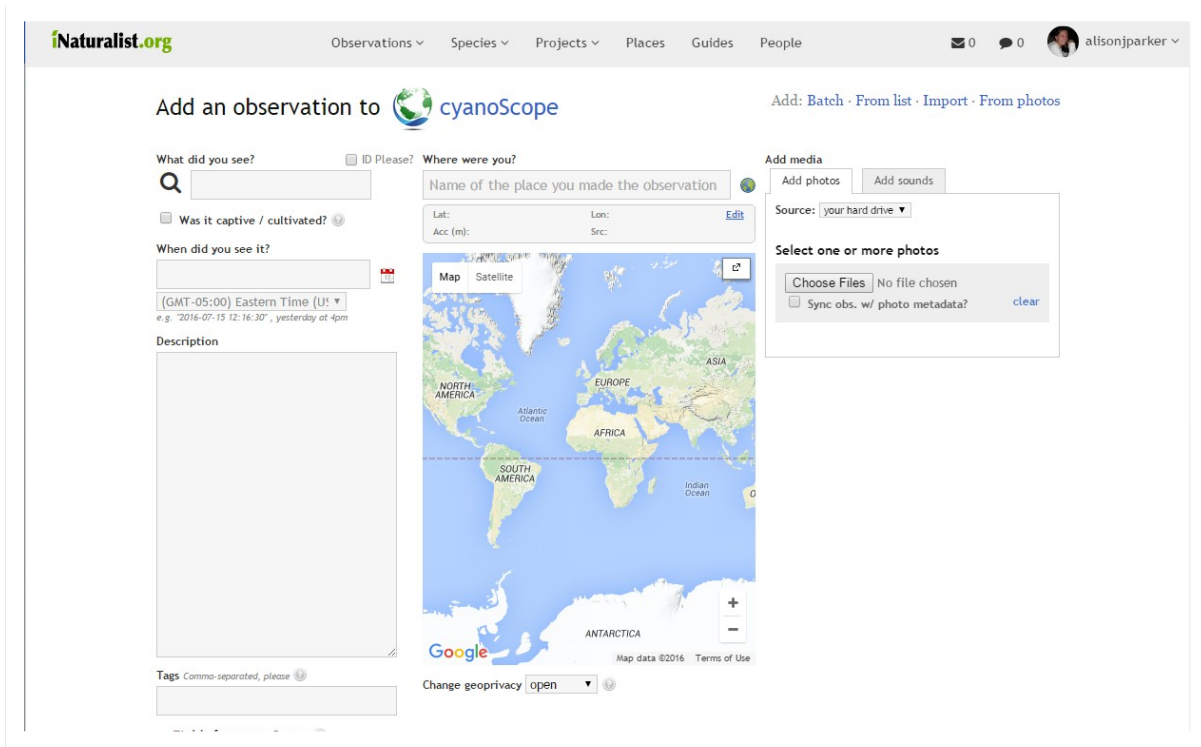 iNaturalist.org
Observations Species Projects Places Guides People
0 0 alisonjparker
Add an observation to cyanoScope
Add: Batch · From list · Import · From photos
What did you see? ID Please?
Was it captive / cultivated?
When did you see it?
(GMT-05:00) Eastern Time (US
e.g. "2016-07-15 12:16:30" , yesterday at 4pm
Description
Tags Comma-separated, please
Where were you?
Name of the place you made the observation
Lat: Lon: Edit
Acc (m): Src:
Map Satellite
NORTH
AMERICA
Atlantic
Ocean
EUROPE
ASIA
AFRICA
SOUTH
AMERICA
Indian
Ocean
O
ANTARCTICA
+
−
Google
Map data ©2016 Terms of Use
Change geoprivacy open
Add media
Add photos Add sounds
Source: your hard drive
Select one or more photos
Choose Files No file chosen
Sync obs. w/ photo metadata? clear